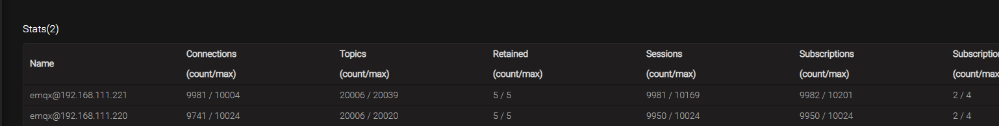 Stats(2)
Name Connections (count/max) Topics (count/max) Retained (count/max) Sessions (count/max) Subscriptions (count/max) Subscription (count/max
emqx@192.168.111.221 9981 / 10004 20006 / 20039 5 / 5 9981 / 10169 9982 / 10201 2 / 4
emqx@192.168.111.220 9741 / 10024 20006 / 20020 5 / 5 9950 / 10024 9950 / 10024 2 / 4